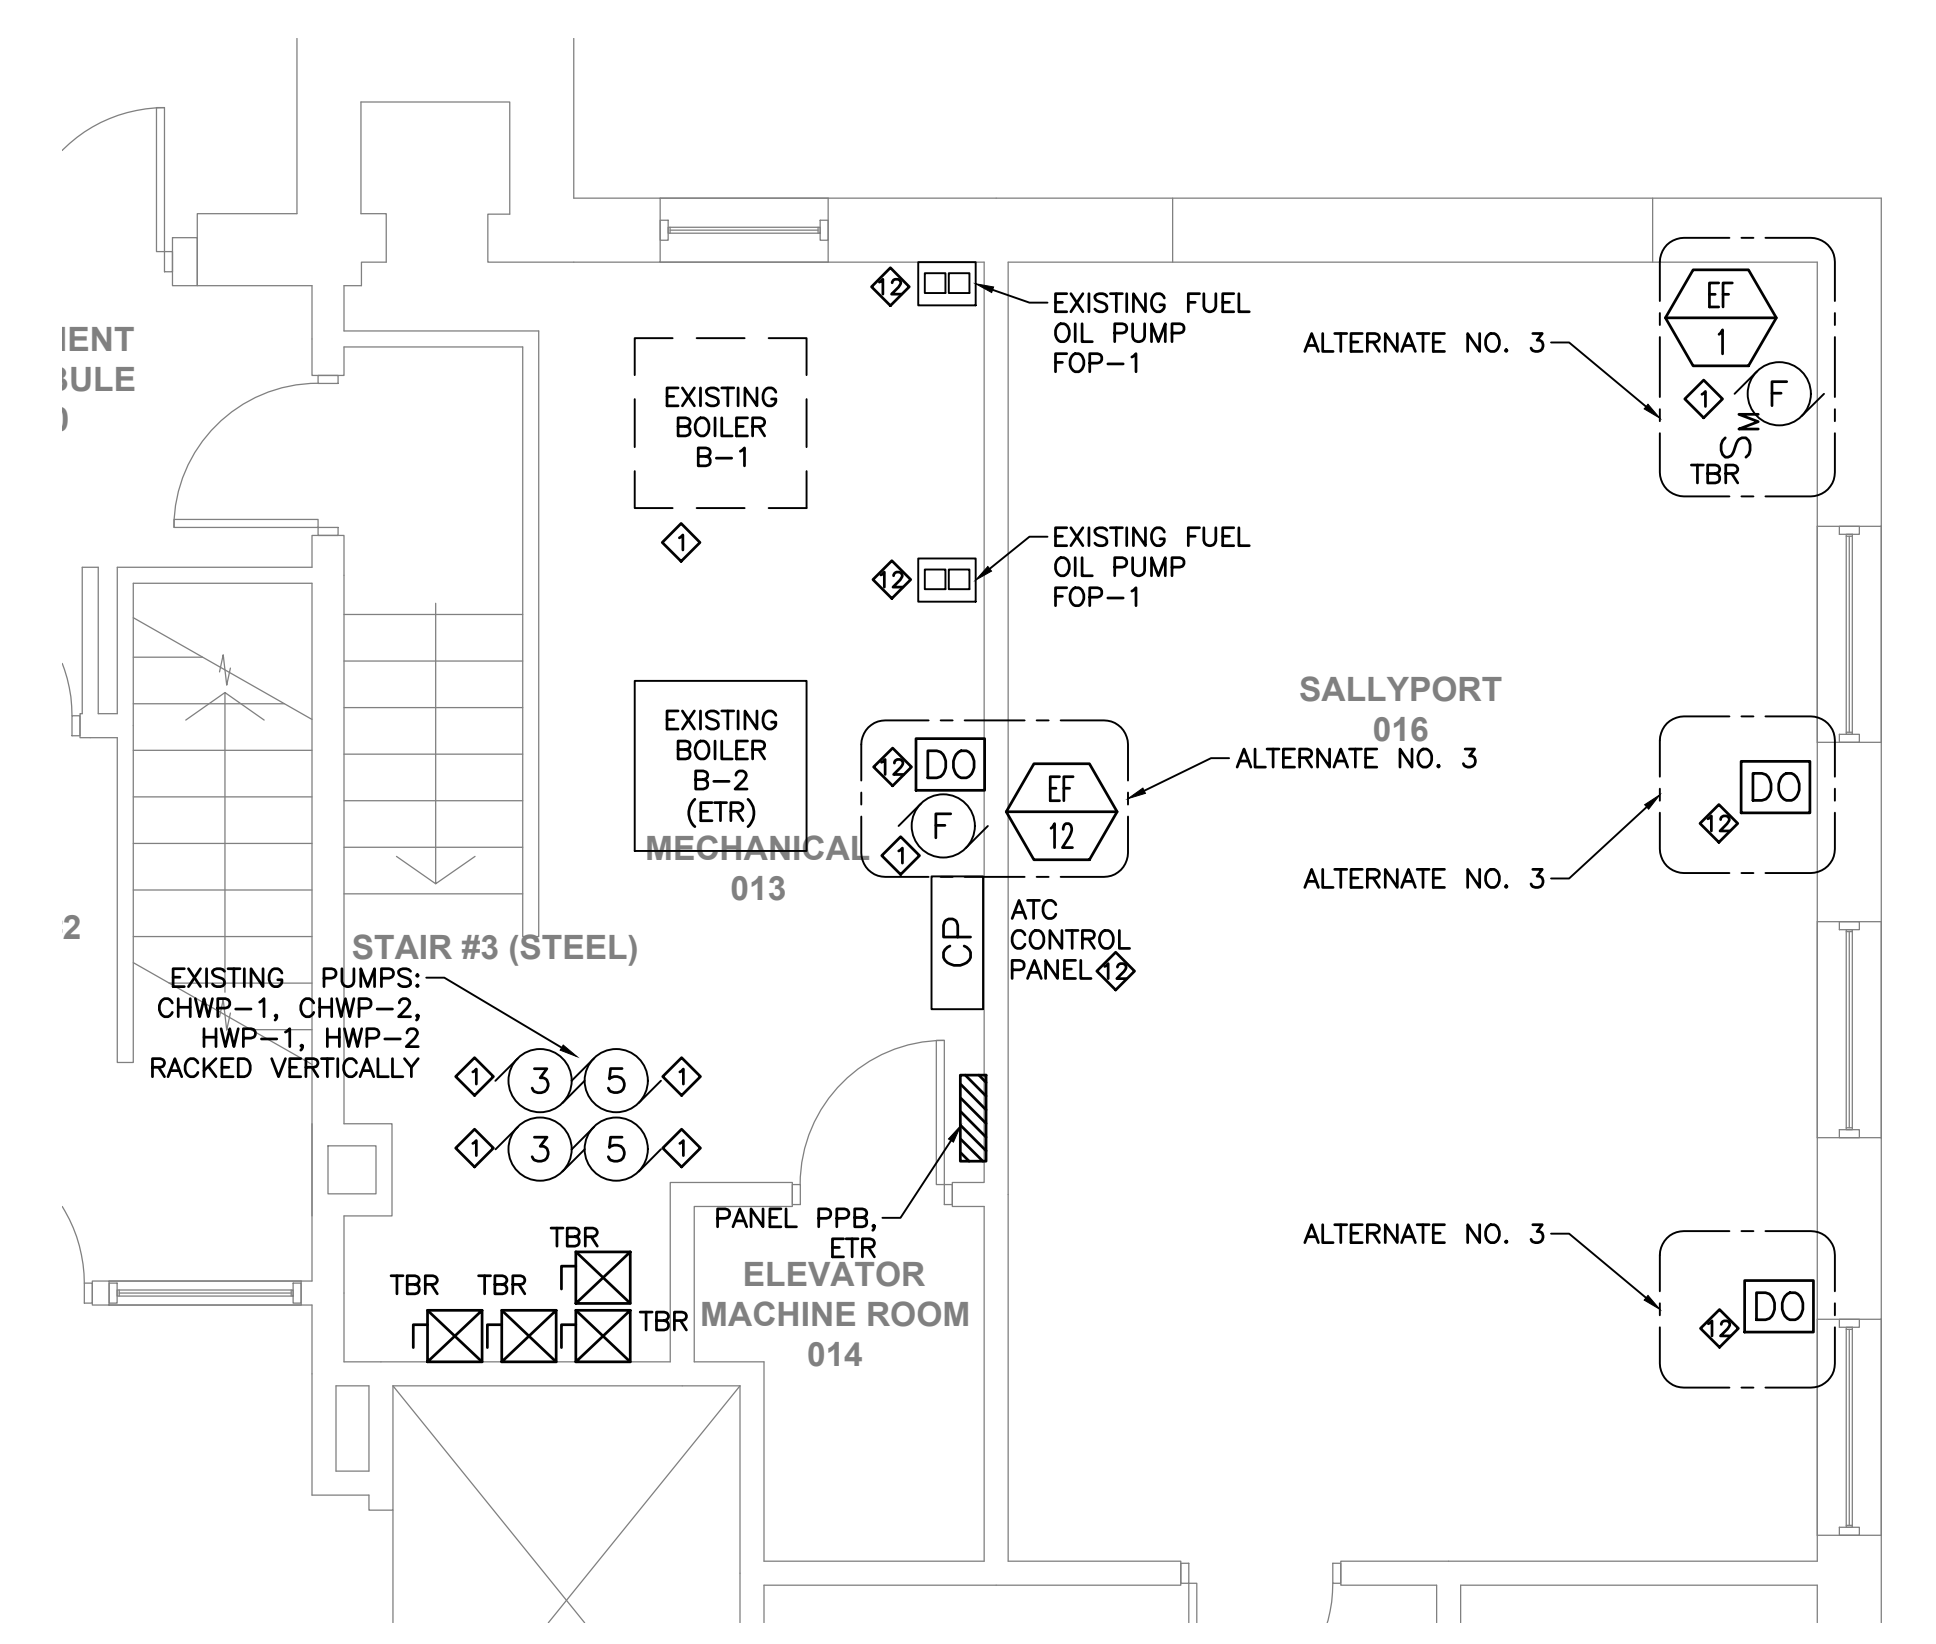 12
EXISTING FUEL
OIL PUMP
FOP-1
EF
1
ALTERNATE NO. 3
1
F
SM
TBR
EXISTING
BOILER
B-1
1
12
EXISTING FUEL
OIL PUMP
FOP-1
SALLYPORT
016
EXISTING
BOILER
B-2
(ETR)
MECHANICAL
013
12
DO
F
1
EF
12
ALTERNATE NO. 3
DO
12
ALTERNATE NO. 3
CP
ATC
CONTROL
PANEL 12
STAIR #3 (STEEL)
EXISTING PUMPS:
CHWP-1, CHWP-2,
HWP-1, HWP-2
RACKED VERTICALLY
1 3 5 1
1 3 5 1
PANEL PPB,
ETR
ELEVATOR
MACHINE ROOM
014
TBR
TBR TBR
TBR
ALTERNATE NO. 3
DO
12